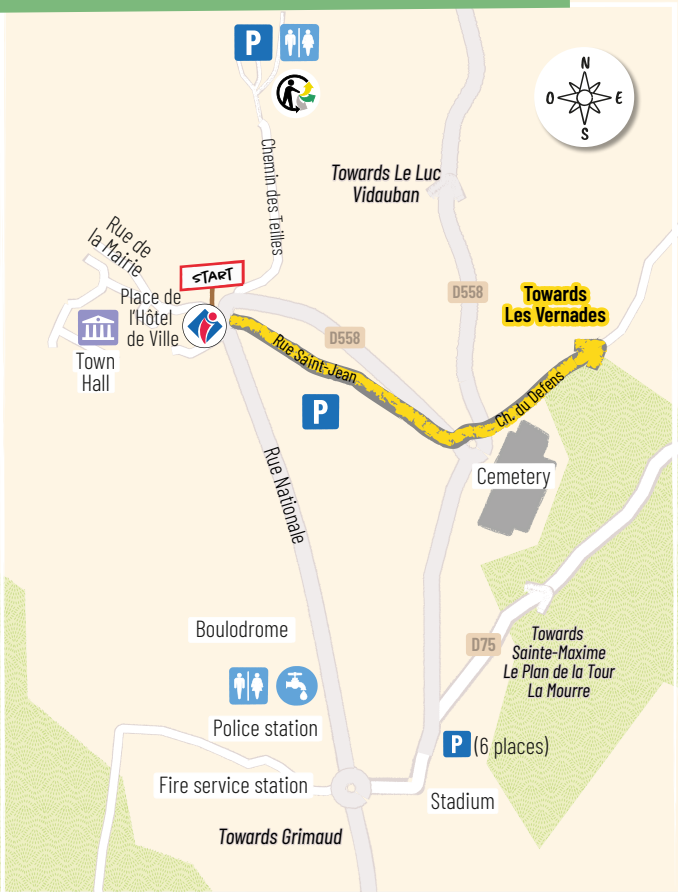 P
N
O
E
S
Chemin des Teilles
Towards Le Luc
Vidauban
Rue de
la Mairie
START
Place de
l'Hôtel
de Ville
Town
Hall
D558
D558
Towards
Les Vernades
Rue Saint-Jean
Ch. du Defens
P
Cemetery
Rue Nationale
Boulodrome
D75
Towards
Sainte-Maxime
Le Plan de la Tour
La Mourre
Police station
P (6 places)
Fire service station
Stadium
Towards Grimaud